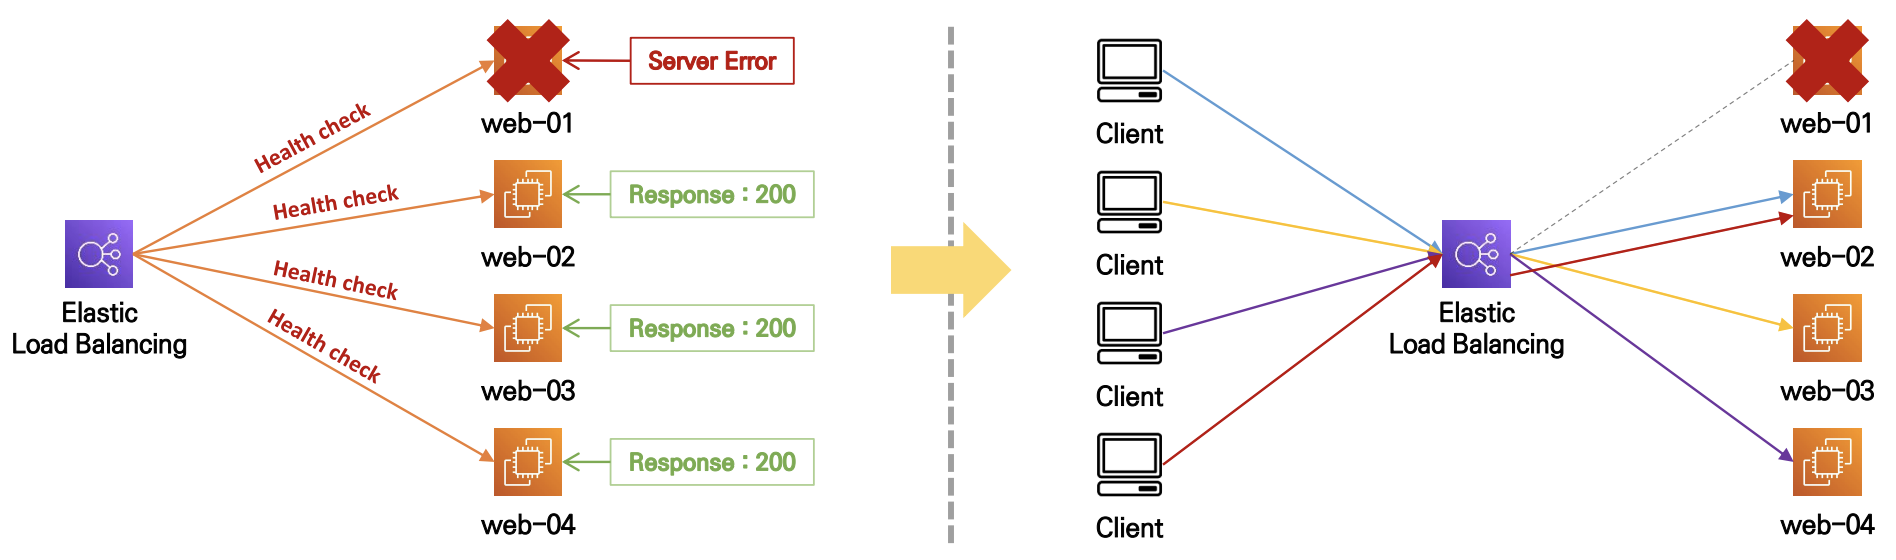 Server Error
web-01
Health check
Health check
Response : 200
web-02
Health check
Response : 200
web-03
Health check
Response : 200
web-04
Elastic
Load Balancing
Client
Client
Client
Client
Elastic
Load Balancing
web-01
web-02
web-03
web-04